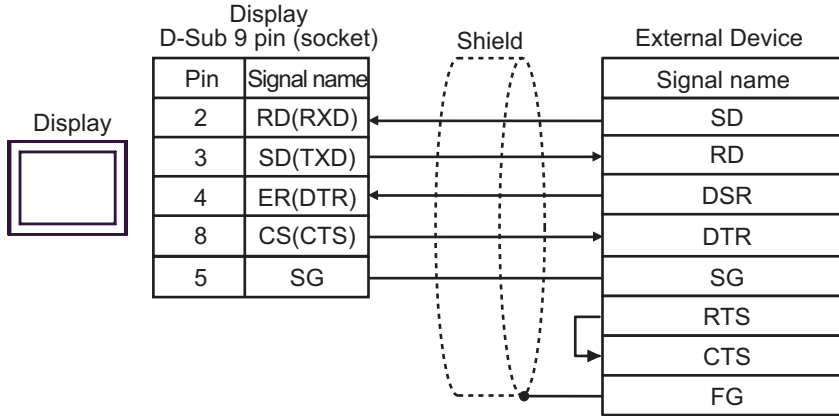 Display
D-Sub 9 pin (socket)
Shield
External Device
Display
Pin Signal name
2 RD(RXD)
3 SD(TXD)
4 ER(DTR)
8 CS(CTS)
5 SG
Signal name
SD
RD
DSR
DTR
SG
RTS
CTS
FG